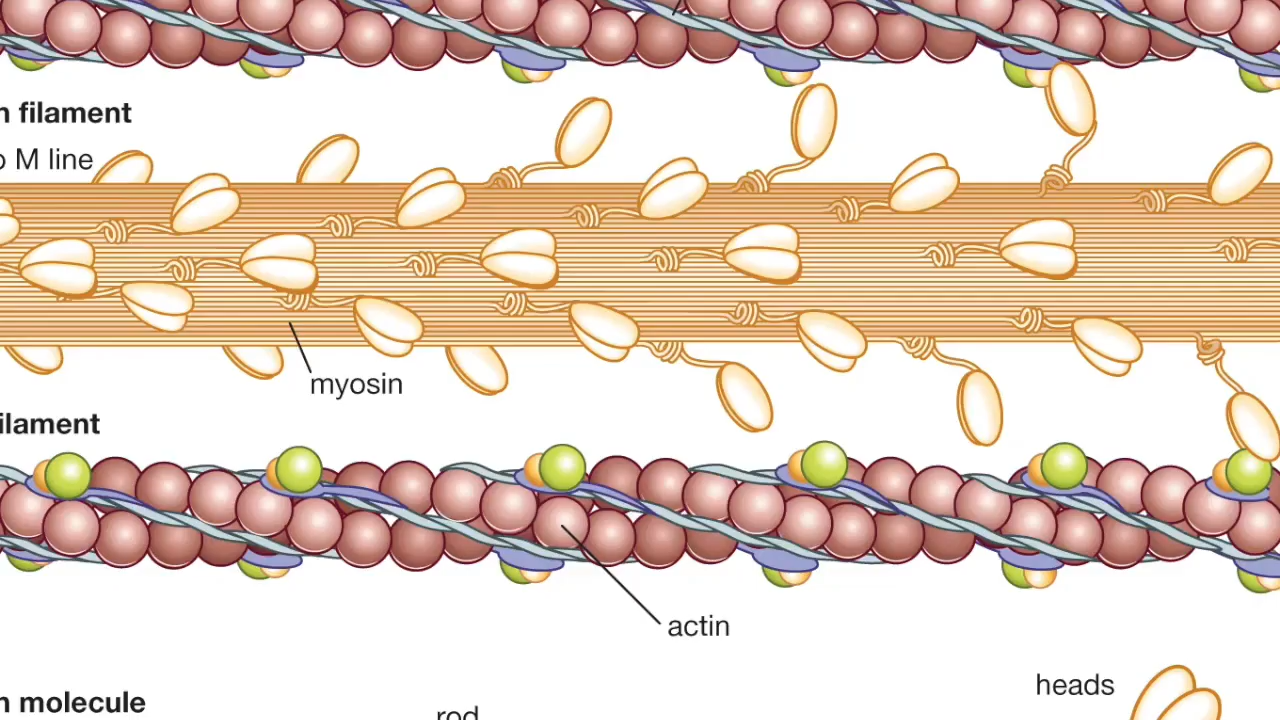 n filament
o M line
myosin
ilament
actin
heads
n molecule
rod